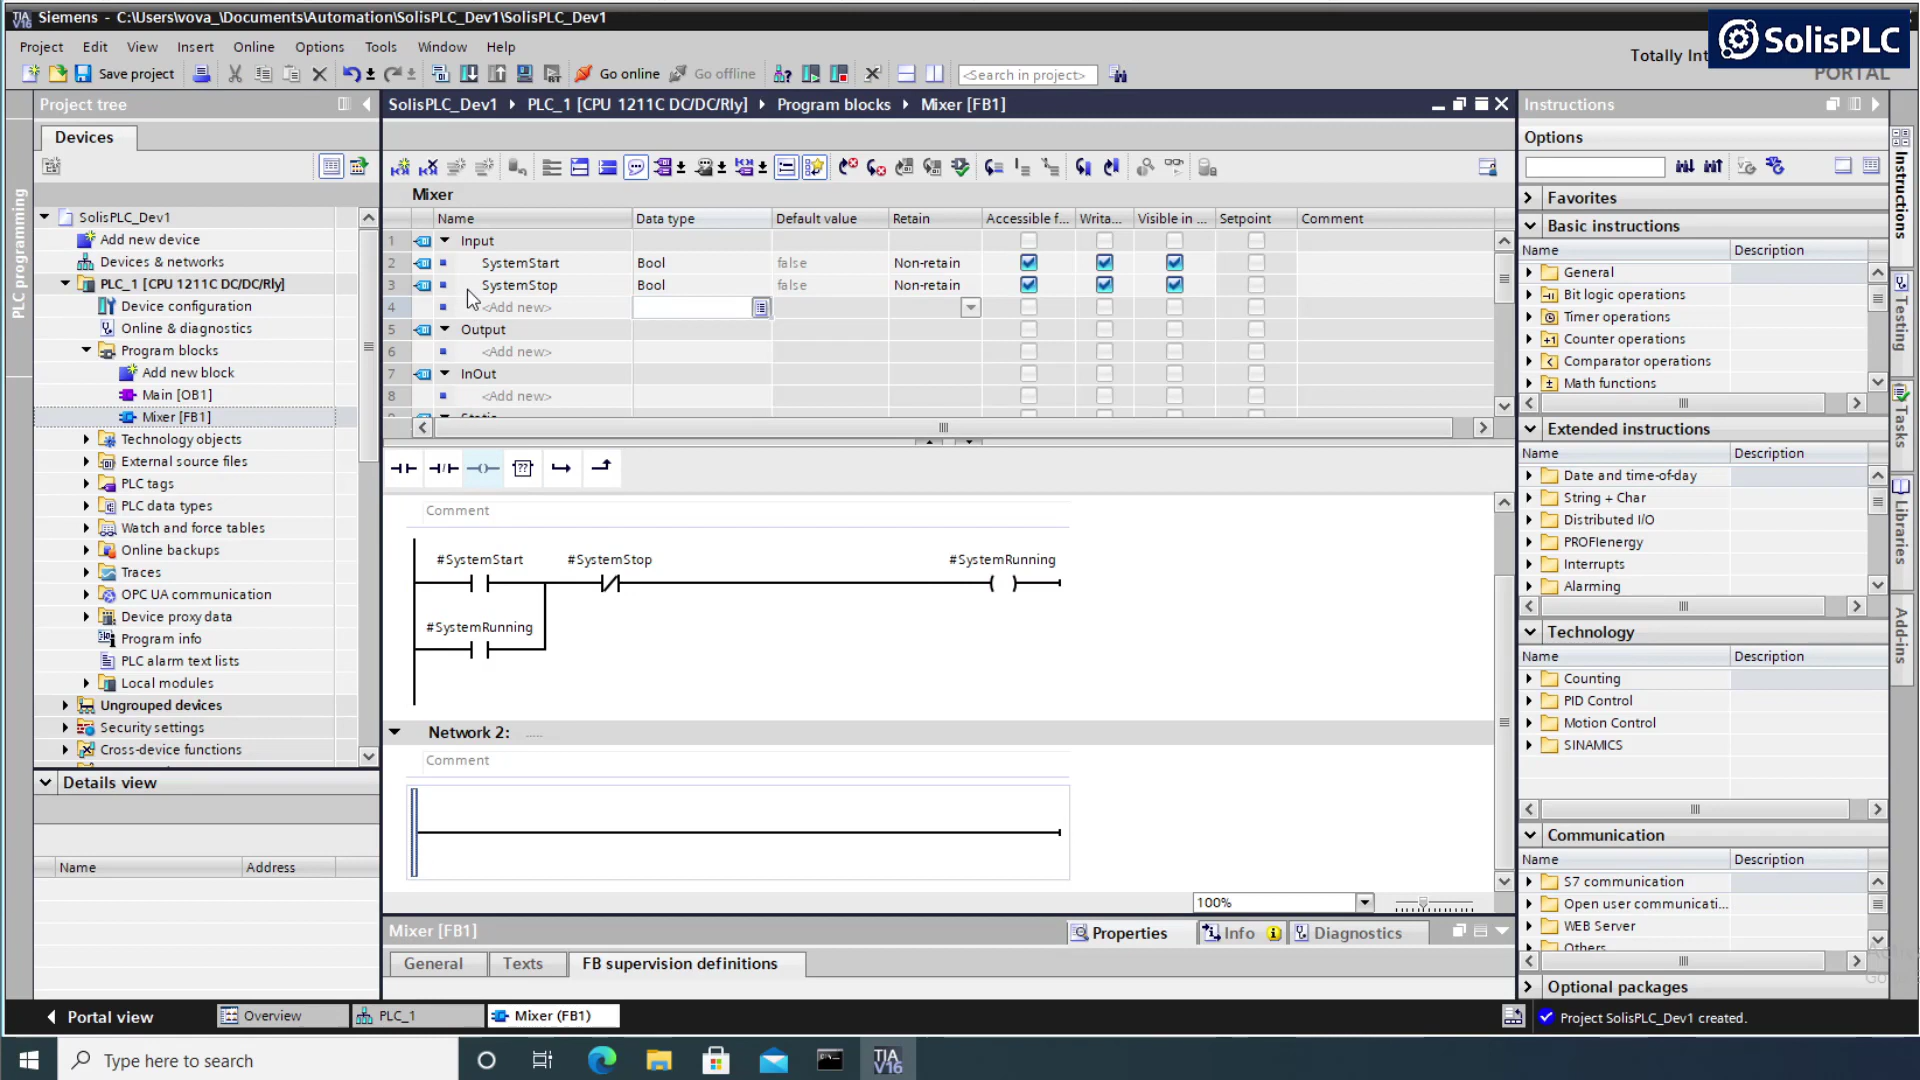 Siemens - C:\Users\vova_\Documents\Automation\SolisPLC_Dev1\SolisPLC_Dev1
SolisPLC
Project Edit View Insert Online Options Tools Window Help
Totally
PORTAL
Save project
Go online
Go offline
<Search in project>
Project tree
Devices
PLC programming
SolisPLC_Dev1
Add new device
Devices & networks
PLC_1 [CPU 1211C DC/DC/Rly]
Device configuration
Online & diagnostics
Program blocks
Add new block
Main [OB1]
Mixer [FB1]
Technology objects
External source files
PLC tags
PLC data types
Watch and force tables
Online backups
Traces
OPC UA communication
Device proxy data
Program info
PLC alarm text lists
Local modules
Ungrouped devices
Security settings
Cross-device functions
Details view
Name Address
SolisPLC_Dev1 PLC_1 [CPU 1211C DC/DC/Rly] Program blocks Mixer [FB1]
Mixer
Name Data type Default value Retain Accessible f... Writa... Visible in ... Setpoint Comment
1 Input
2 SystemStart Bool false Non-retain
3 SystemStop Bool false Non-retain
4 <Add new>
5 Output
6 <Add new>
7 InOut
8 <Add new>
Static
Comment
#SystemStart #SystemStop #SystemRunning
#SystemRunning
Network 2: .....
Comment
100%
Mixer [FB1]
Properties Info Diagnostics
General Texts FB supervision definitions
Instructions
Options
Favorites
Basic instructions
Name Description
General
Bit logic operations
Timer operations
Counter operations
Comparator operations
Math functions
Extended instructions
Name Description
Date and time-of-day
String + Char
Distributed I/O
PROFIenergy
Interrupts
Alarming
Technology
Name Description
Counting
PID Control
Motion Control
SINAMICS
Communication
Name Description
S7 communication
Open user communicati...
WEB Server
Others
Optional packages
Instructions
Testing
Tasks
Libraries
Add-ins
Portal view
Overview
PLC_1
Mixer (FB1)
Project SolisPLC_Dev1 created.
Type here to search
TIA V16